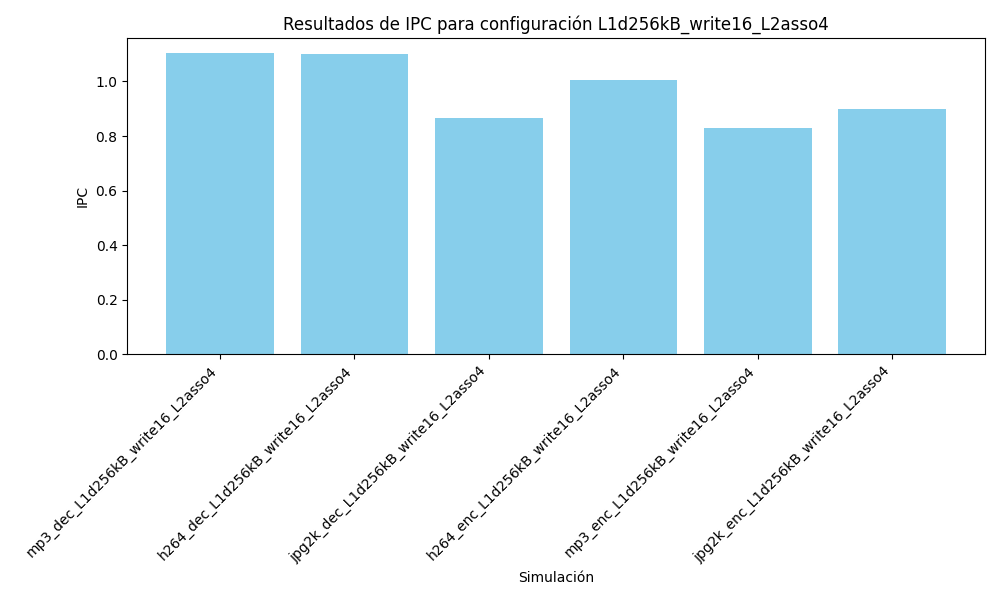 Resultados de IPC para configuración L1d256kB_write16_L2asso4
IPC
1.0
0.8
0.6
0.4
0.2
0.0
mp3_dec_L1d256kB_write16_L2asso4
h264_dec_L1d256kB_write16_L2asso4
jpg2k_dec_L1d256kB_write16_L2asso4
h264_enc_L1d256kB_write16_L2asso4
mp3_enc_L1d256kB_write16_L2asso4
jpg2k_enc_L1d256kB_write16_L2asso4
Simulación